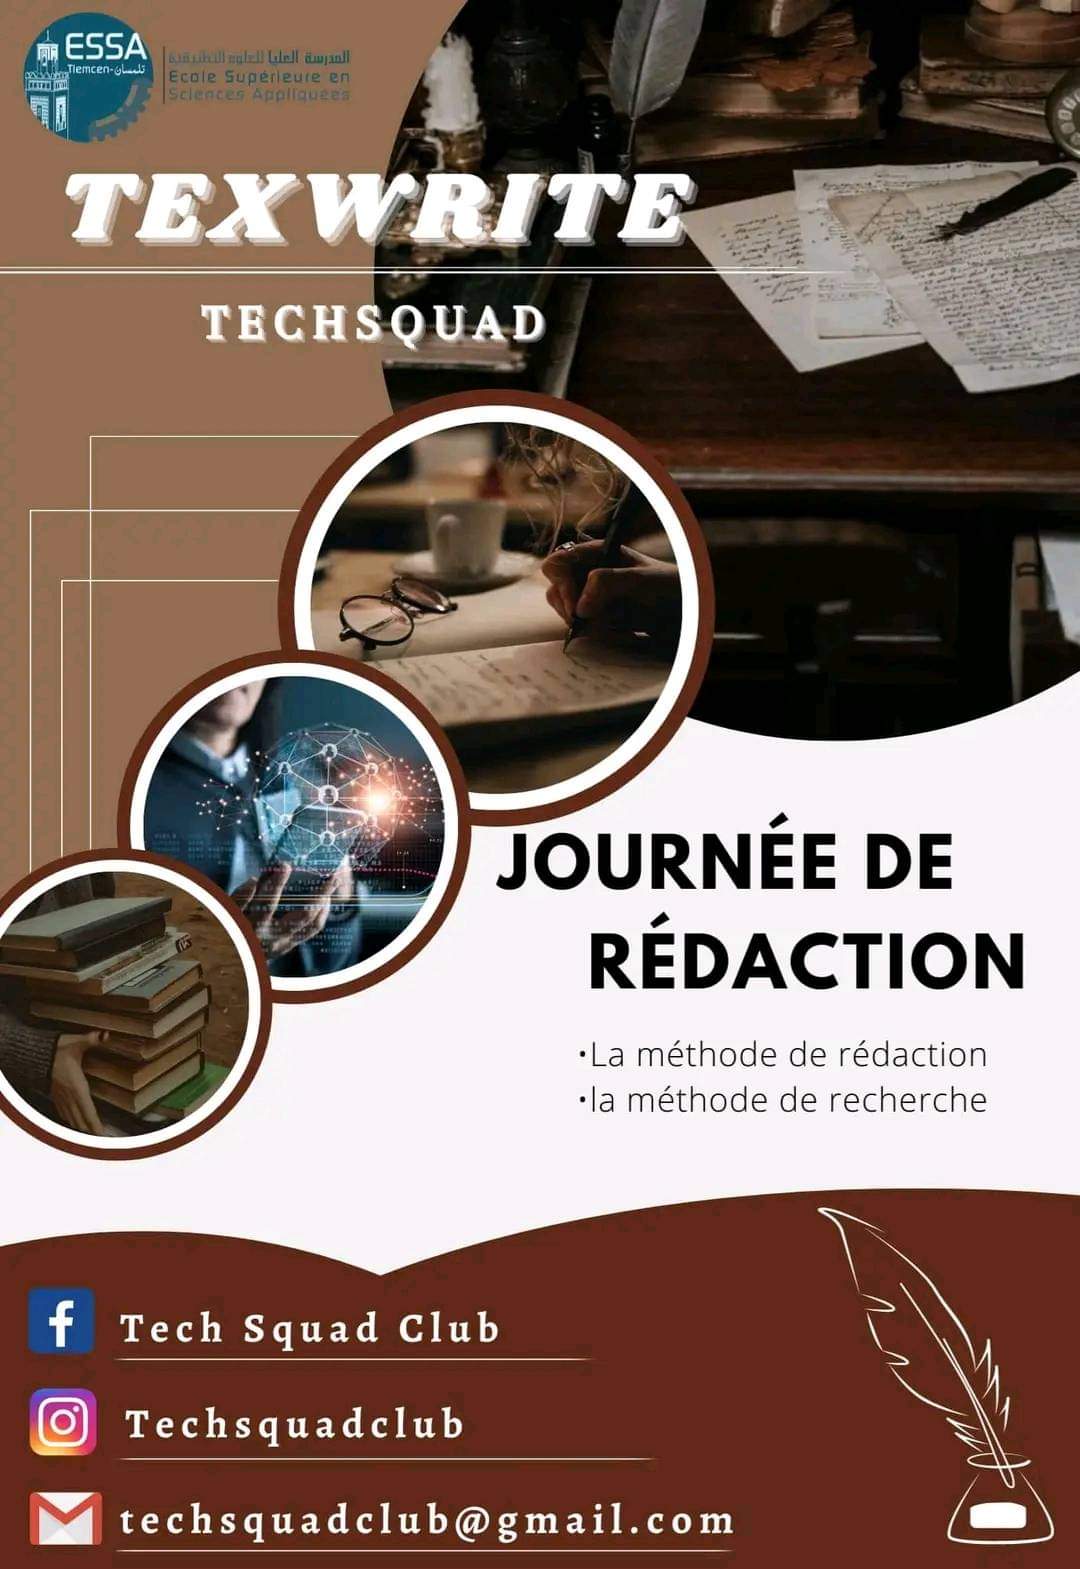 ESSA
Tlemcen-تلمسان
المدرسة العليا للعلوم التطبيقية
Ecole Supérieure en
Sciences Appliquées
TEXWRITE
TECHSQUAD
JOURNÉE DE
RÉDACTION
•La méthode de rédaction
•la méthode de recherche
Tech Squad Club
Techsquadclub
techsquadclub@gmail.com